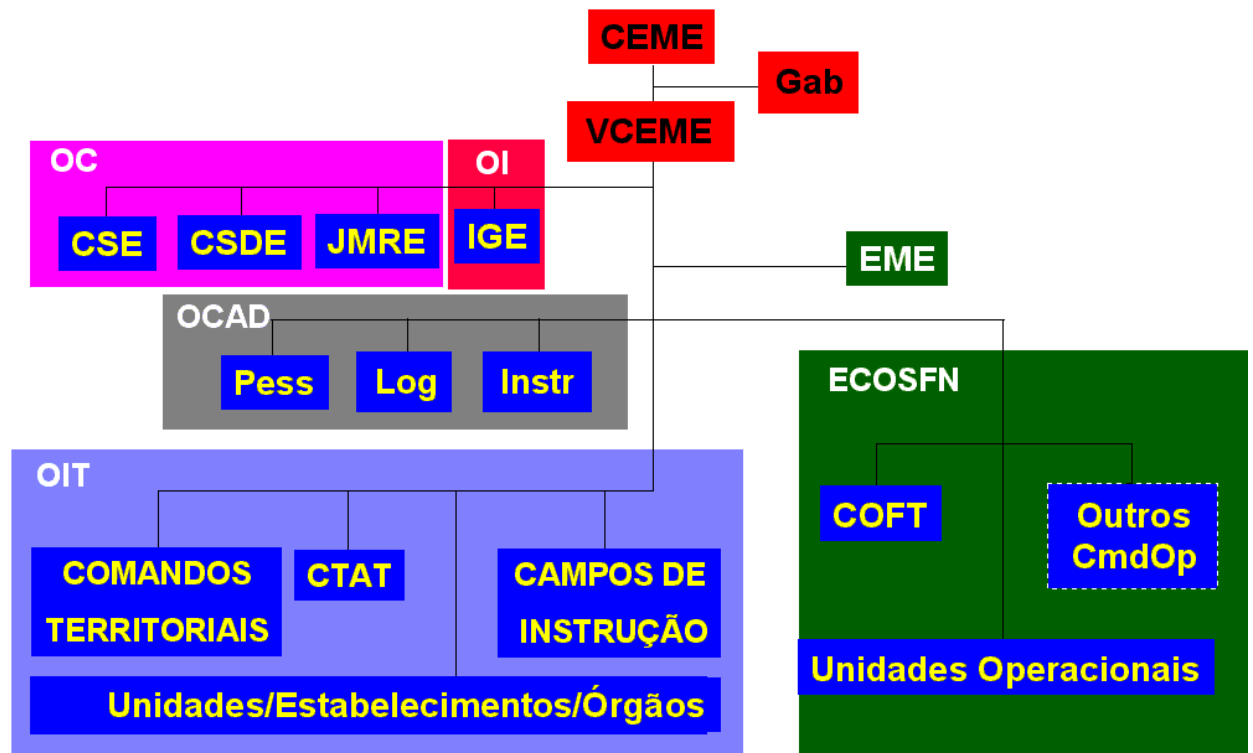 CEME
Gab
VCEME
OC
OI
CSE
CSDE
JMRE
IGE
EME
OCAD
Pess
Log
Instr
ECOSFN
COFT
Outros
CmdOp
Unidades Operacionais
OIT
COMANDOS
TERRITORIAIS
CTAT
CAMPOS DE
INSTRUÇÃO
Unidades/Estabelecimentos/Órgãos